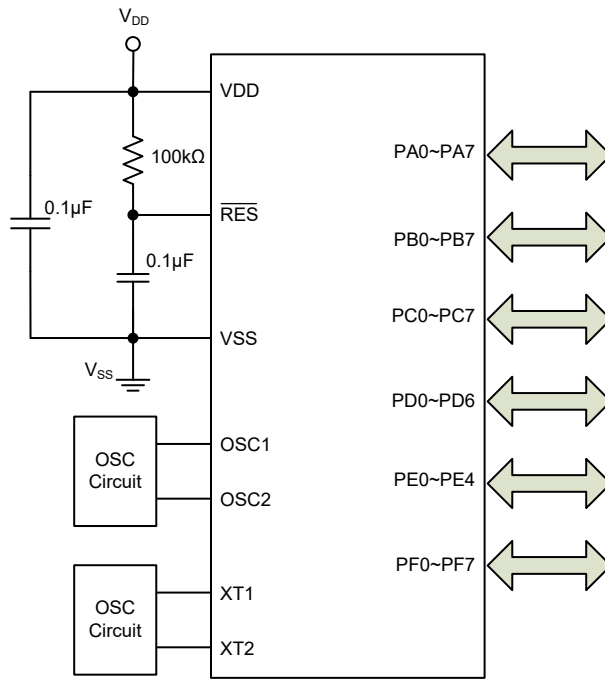 VDD
VDD
100kΩ
0.1µF
RES
0.1µF
VSS
VSS
OSC
Circuit
OSC1
OSC2
OSC
Circuit
XT1
XT2
PA0~PA7
PB0~PB7
PC0~PC7
PD0~PD6
PE0~PE4
PF0~PF7